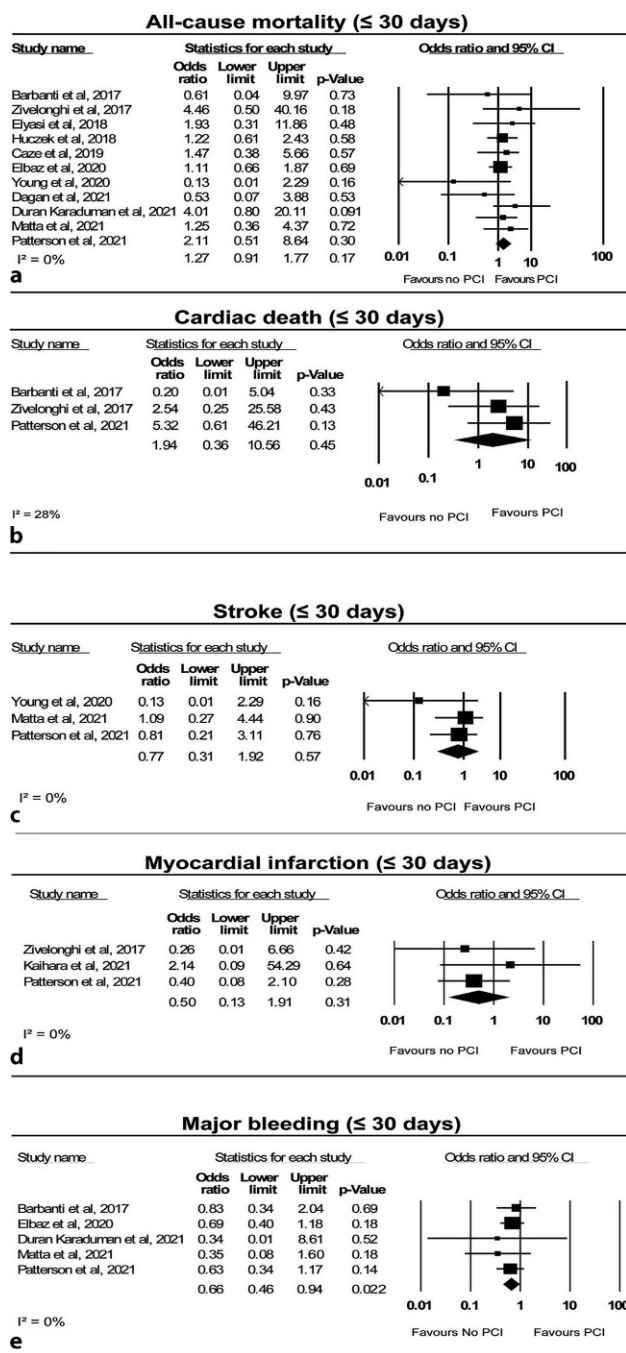 All-cause mortality (≤ 30 days)
Study name Statistics for each study Odds ratio and 95% CI
Odds Lower Upper
ratio limit limit p-Value
Barbanti et al, 2017 0.61 0.04 9.97 0.73
Zivelonghi et al, 2017 4.46 0.50 40.16 0.18
Elyasi et al, 2018 1.93 0.31 11.86 0.48
Huczek et al, 2018 1.22 0.61 2.43 0.58
Caze et al, 2019 1.47 0.38 5.66 0.57
Elbaz et al, 2020 1.11 0.66 1.87 0.69
Young et al, 2020 0.13 0.01 2.29 0.16
Dagan et al, 2021 0.53 0.07 3.88 0.53
Duran Karaduman et al, 2021 4.01 0.80 20.11 0.091
Matta et al, 2021 1.25 0.36 4.37 0.72
Patterson et al, 2021 2.11 0.51 8.64 0.30
I² = 0% 1.27 0.91 1.77 0.17
0.01 0.1 1 10 100
Favours no PCI Favours PCI
a
Cardiac death (≤ 30 days)
Study name Statistics for each study Odds ratio and 95% CI
Odds Lower Upper
ratio limit limit p-Value
Barbanti et al, 2017 0.20 0.01 5.04 0.33
Zivelonghi et al, 2017 2.54 0.25 25.58 0.43
Patterson et al, 2021 5.32 0.61 46.21 0.13
1.94 0.36 10.56 0.45
0.01 0.1 1 10 100
Favours no PCI Favours PCI
I² = 28%
b
Stroke (≤ 30 days)
Study name Statistics for each study Odds ratio and 95% CI
Odds Lower Upper
ratio limit limit p-Value
Young et al, 2020 0.13 0.01 2.29 0.16
Matta et al, 2021 1.09 0.27 4.44 0.90
Patterson et al, 2021 0.81 0.21 3.11 0.76
0.77 0.31 1.92 0.57
0.01 0.1 1 10 100
I² = 0%
Favours no PCI Favours PCI
c
Myocardial infarction (≤ 30 days)
Study name Statistics for each study Odds ratio and 95% CI
Odds Lower Upper
ratio limit limit p-Value
Zivelonghi et al, 2017 0.26 0.01 6.66 0.42
Kaihara et al, 2021 2.14 0.09 54.29 0.64
Patterson et al, 2021 0.40 0.08 2.10 0.28
0.50 0.13 1.91 0.31
0.01 0.1 1 10 100
I² = 0%
Favours no PCI Favours PCI
d
Major bleeding (≤ 30 days)
Study name Statistics for each study Odds ratio and 95% CI
Odds Lower Upper
ratio limit limit p-Value
Barbanti et al, 2017 0.83 0.34 2.04 0.69
Elbaz et al, 2020 0.69 0.40 1.18 0.18
Duran Karaduman et al, 2021 0.34 0.01 8.61 0.52
Matta et al, 2021 0.35 0.08 1.60 0.18
Patterson et al, 2021 0.63 0.34 1.17 0.14
0.66 0.46 0.94 0.022
0.01 0.1 1 10 100
I² = 0%
Favours No PCI Favours PCI
e